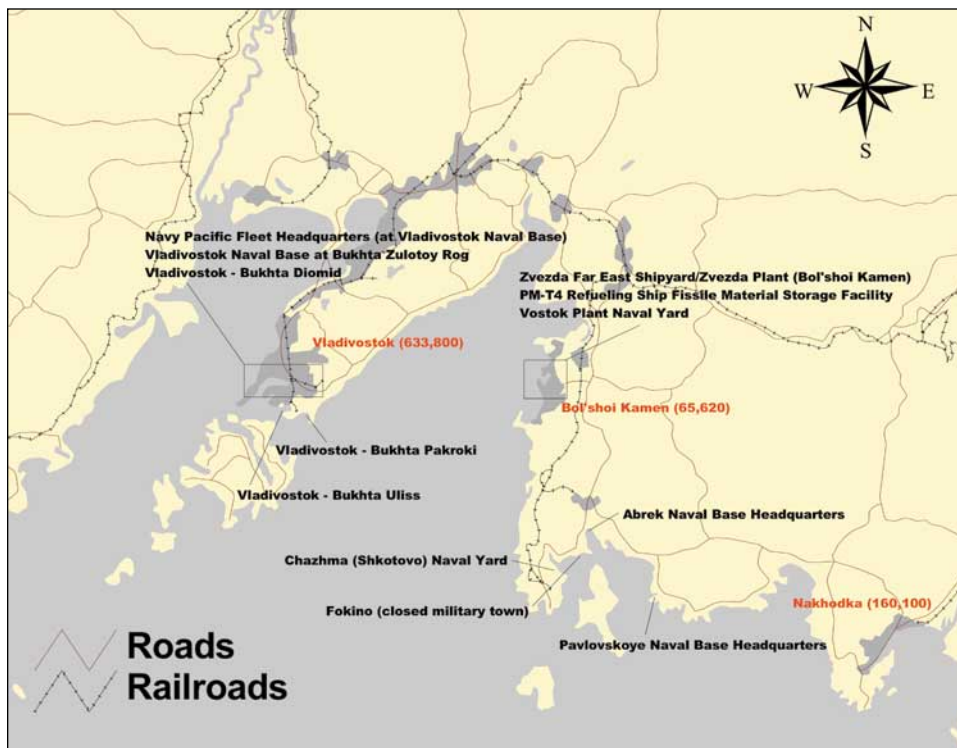 N
W E
S
Navy Pacific Fleet Headquarters (at Vladivostok Naval Base)
Vladivostok Naval Base at Bukhta Zulotoy Rog
Vladivostok - Bukhta Diomid
Zvezda Far East Shipyard/Zvezda Plant (Bol'shoi Kamen)
PM-T4 Refueling Ship Fissile Material Storage Facility
Vostok Plant Naval Yard
Vladivostok (633,800)
Bol'shoi Kamen (65,620)
Vladivostok - Bukhta Pakroki
Vladivostok - Bukhta Uliss
Abrek Naval Base Headquarters
Chazhma (Shkotovo) Naval Yard
Nakhodka (160,100)
Fokino (closed military town)
Pavlovskoye Naval Base Headquarters
Roads
Railroads